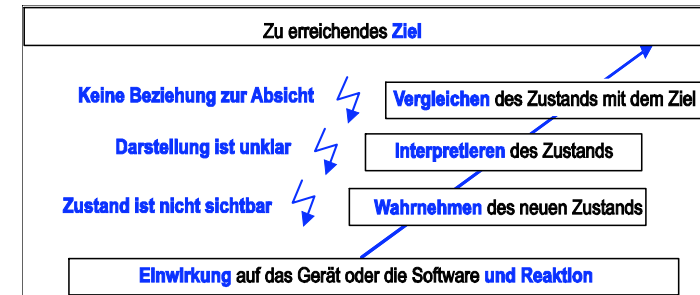 Zu erreichendes Ziel
Keine Beziehung zur Absicht
Vergleichen des Zustands mit dem Ziel
Darstellung ist unklar
Interpretieren des Zustands
Zustand ist nicht sichtbar
Wahrnehmen des neuen Zustands
Einwirkung auf das Gerät oder die Software und Reaktion